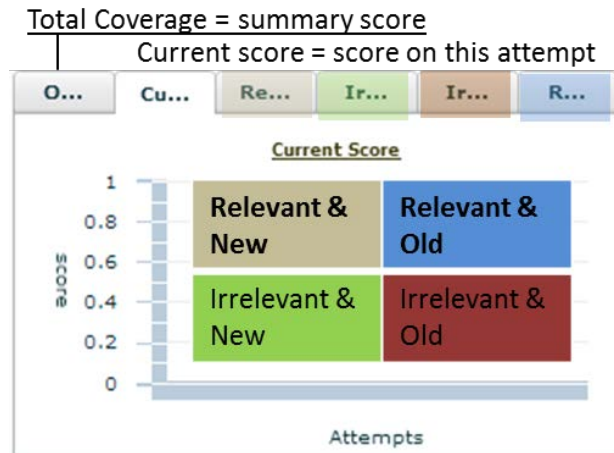 Total Coverage = summary score
Current score = score on this attempt
O... Cu... Re... Ir... Ir... R...
Current Score
1
0.8
0.6
0.4
0.2
0
score
Relevant & New
Relevant & Old
Irrelevant & New
Irrelevant & Old
Attempts